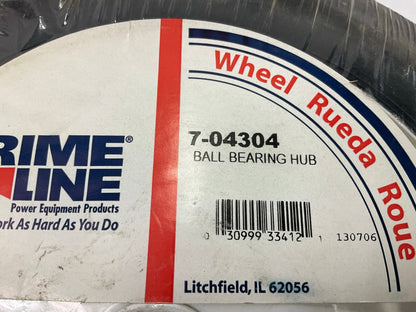 Wheel Rueda Roue
RIME®
LINE
Power Equipment Products
ork As Hard As You Do
7-04304
BALL BEARING HUB
0 30999 33412 1 130706
Litchfield, IL 62056